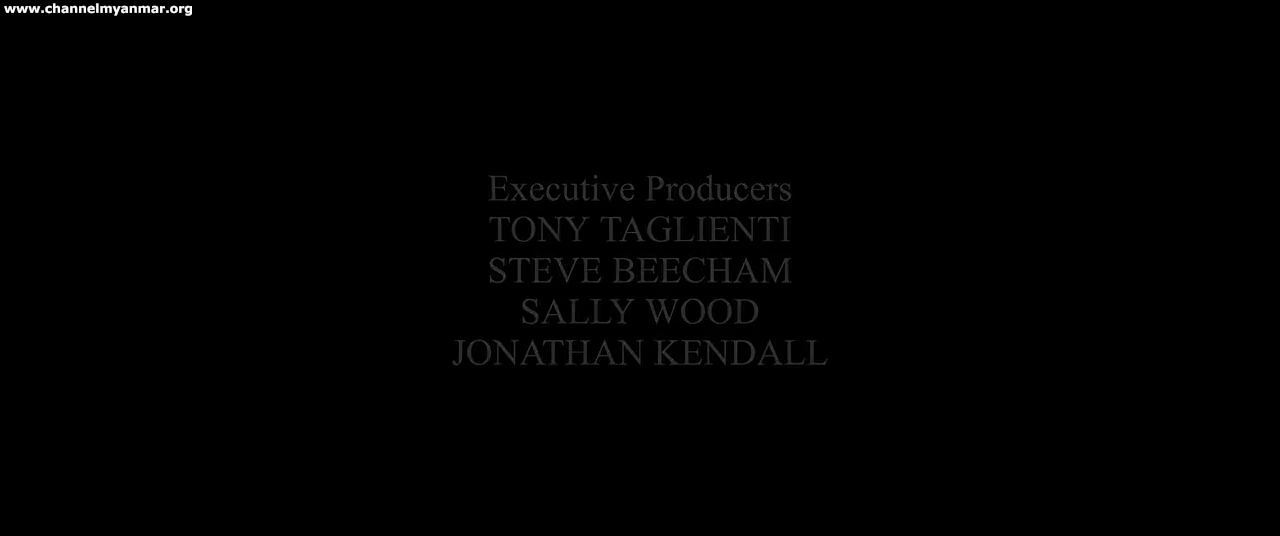 www.channelmyanmar.org
Executive Producers
TONY TAGLIENTI
STEVE BEECHAM
SALLY WOOD
JONATHAN KENDALL